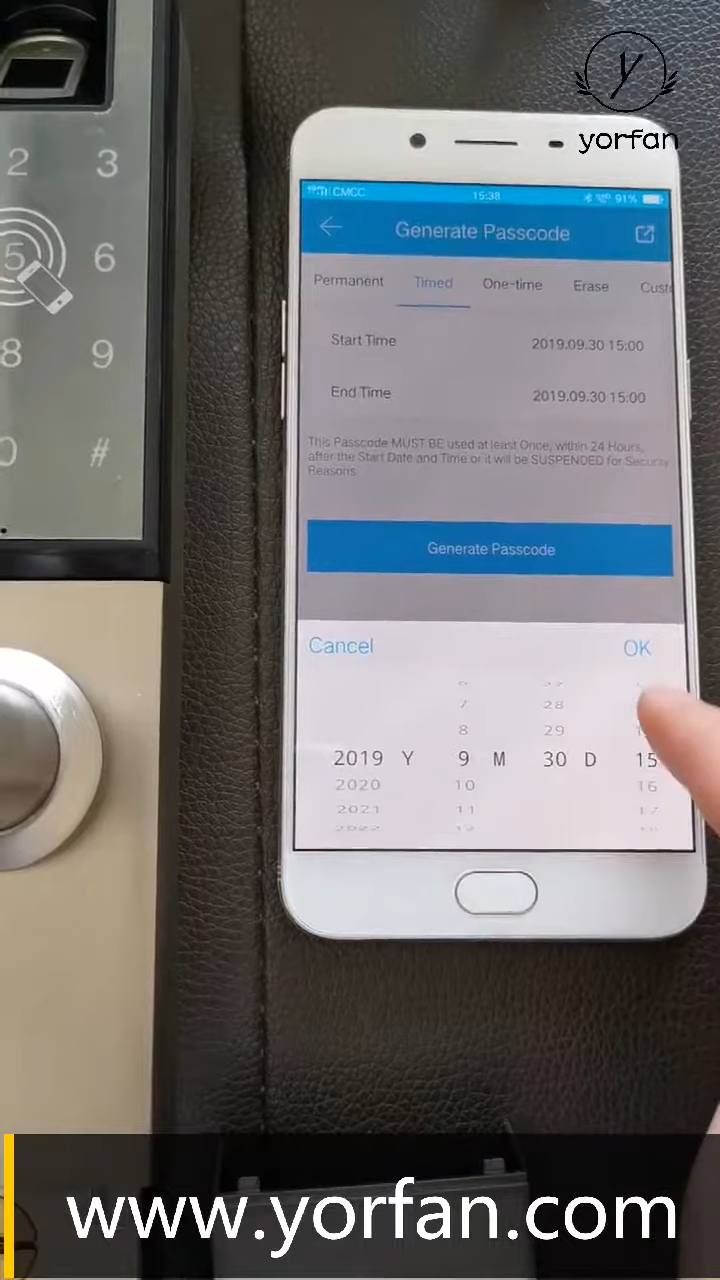 y
yorfan
2 3
5 6
8 9
0 #
CMCC 15:38 91%
Generate Passcode
Permanent Timed One-time Erase Cust
Start Time 2019.09.30 15:00
End Time 2019.09.30 15:00
This Passcode MUST BE used at least Once, within 24 Hours,
after the Start Date and Time or it will be SUSPENDED for Security
Reasons.
Generate Passcode
Cancel OK
7 28
8 29
2019 Y 9 M 30 D 15
2020 10 16
2021 11 17
2022 12
www.yorfan.com